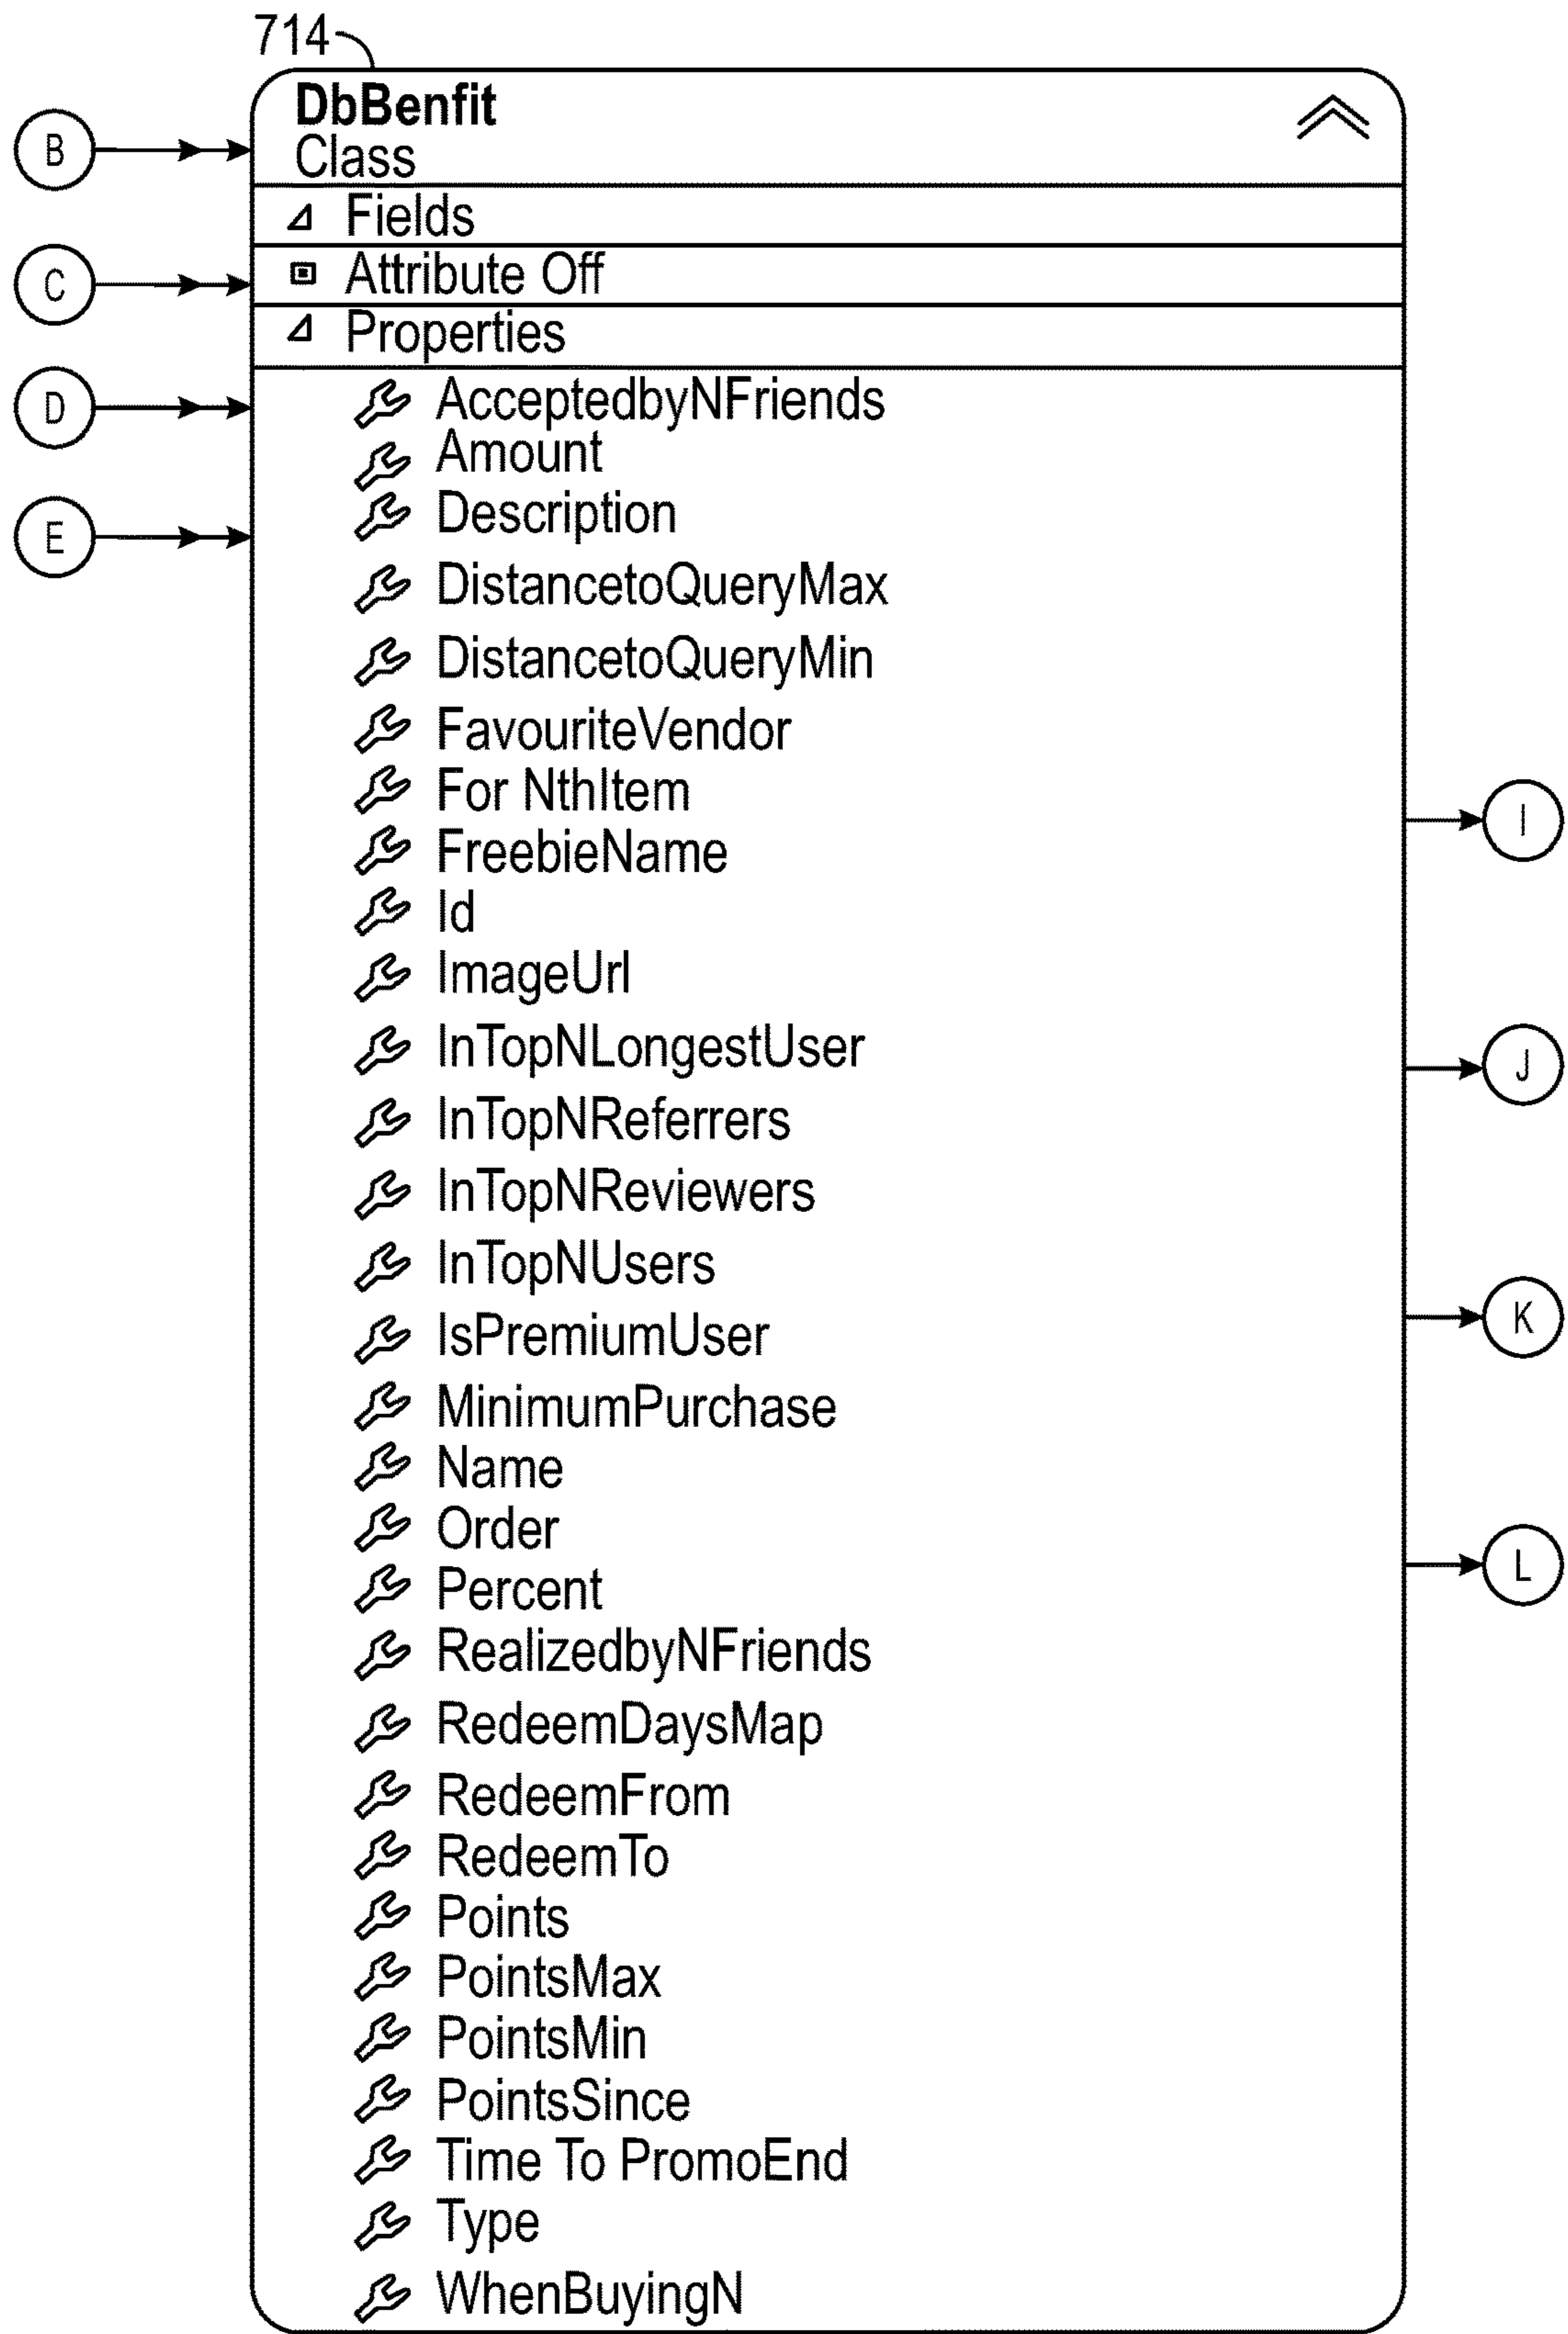 714
DbBenfit
B
Class
Fields
C
Attribute Off
Properties
D
AcceptedbyNFriends
Amount
Description
E
DistancetoQueryMax
DistancetoQueryMin
FavouriteVendor
For NthItem
I
FreebieName
Id
ImageUrl
InTopNLongestUser
J
InTopNReferrers
InTopNReviewers
InTopNUsers
IsPremiumUser
K
MinimumPurchase
Name
Order
L
Percent
RealizedbyNFriends
RedeemDaysMap
RedeemFrom
RedeemTo
Points
PointsMax
PointsMin
PointsSince
Time To PromoEnd
Type
WhenBuyingN